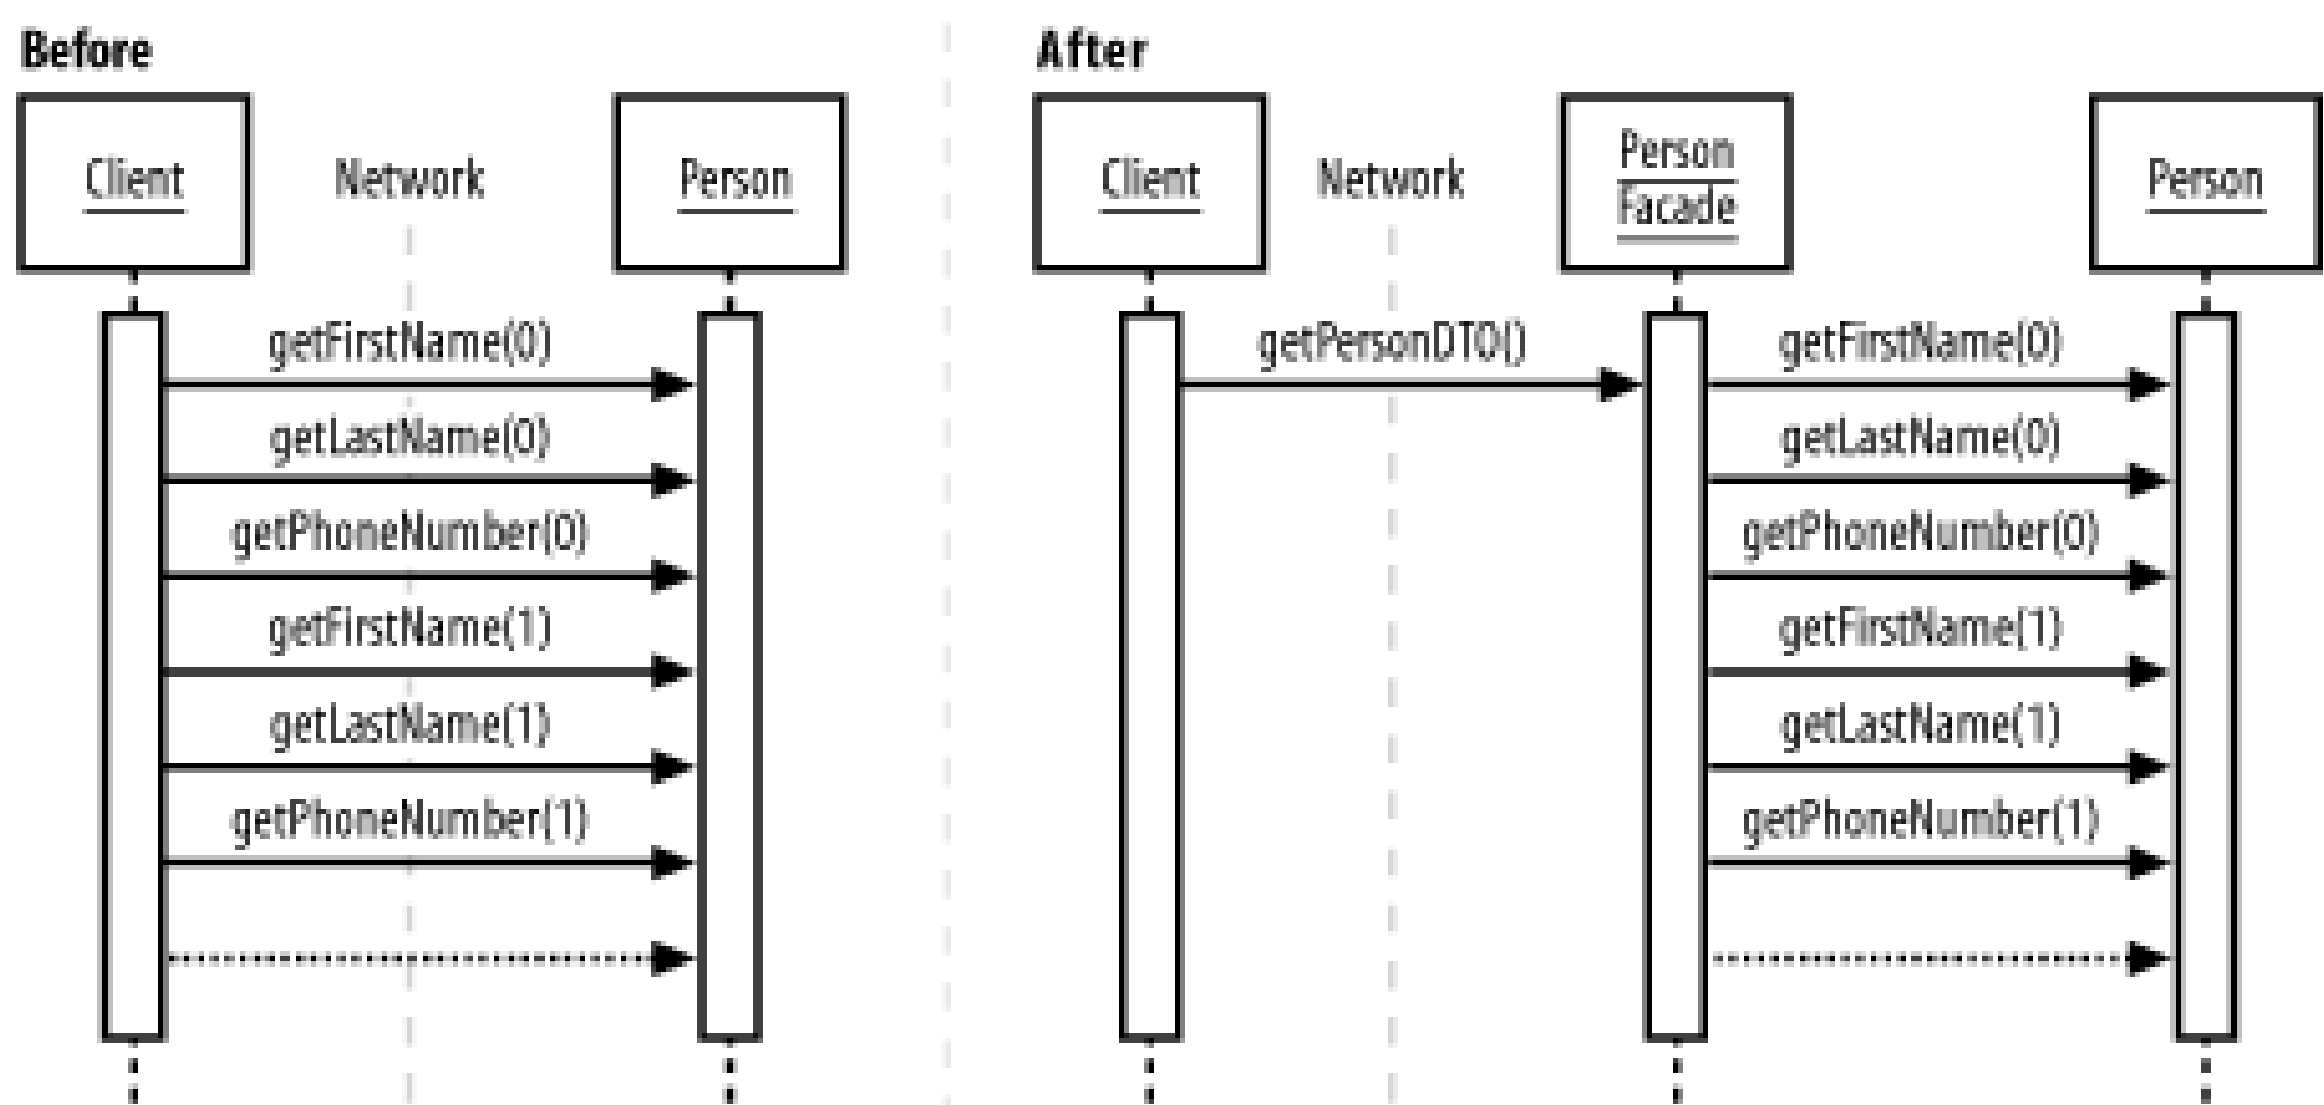 Before
Client
Network
Person
getFirstName(0)
getLastName(0)
getPhoneNumber(0)
getFirstName(1)
getLastName(1)
getPhoneNumber(1)
After
Client
Network
Person
Facade
Person
getPersonDTO()
getFirstName(0)
getLastName(0)
getPhoneNumber(0)
getFirstName(1)
getLastName(1)
getPhoneNumber(1)